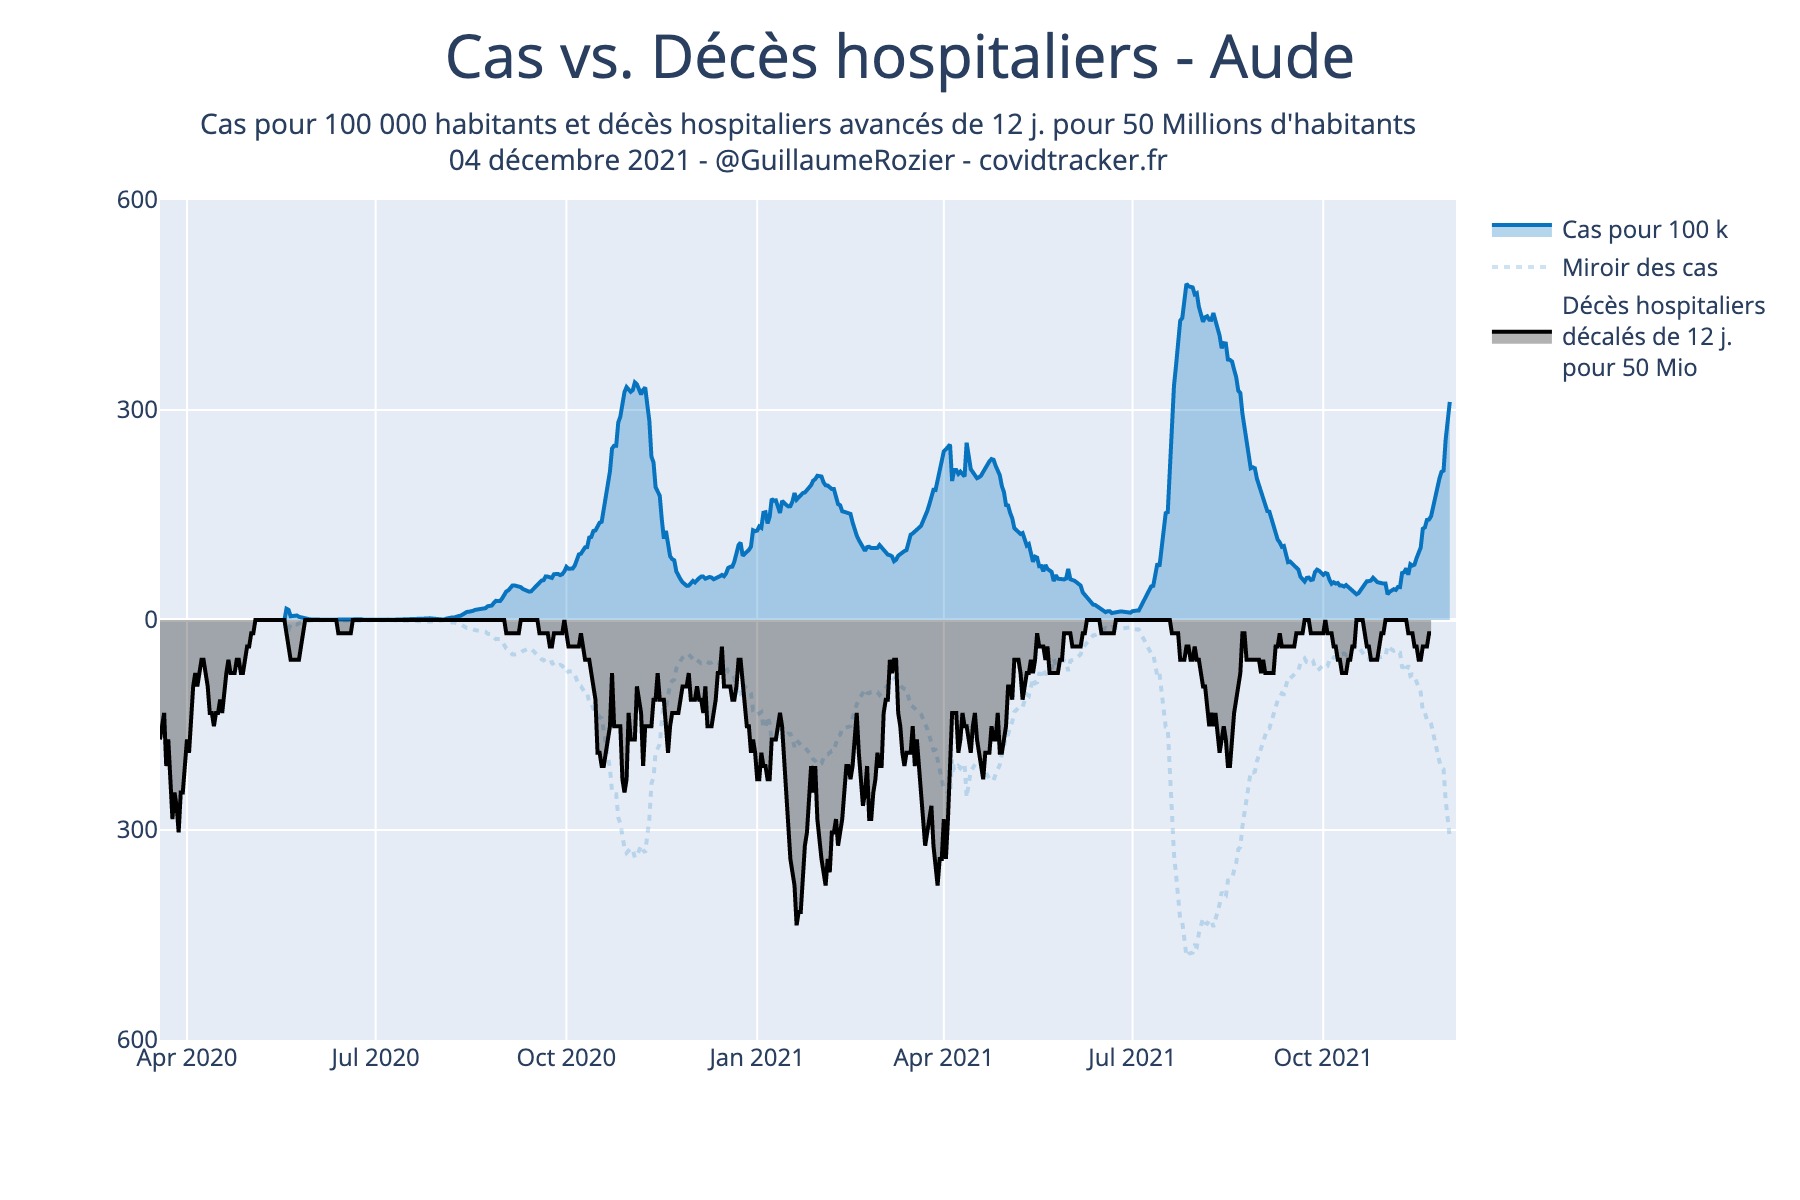 Cas vs. Décès hospitaliers - Aude
Cas pour 100 000 habitants et décès hospitaliers avancés de 12 j. pour 50 Millions d'habitants
04 décembre 2021 - @GuillaumeRozier - covidtracker.fr
600
300
0
300
600
Apr 2020
Jul 2020
Oct 2020
Jan 2021
Apr 2021
Jul 2021
Oct 2021
Cas pour 100 k
Miroir des cas
Décès hospitaliers
décalés de 12 j.
pour 50 Mio